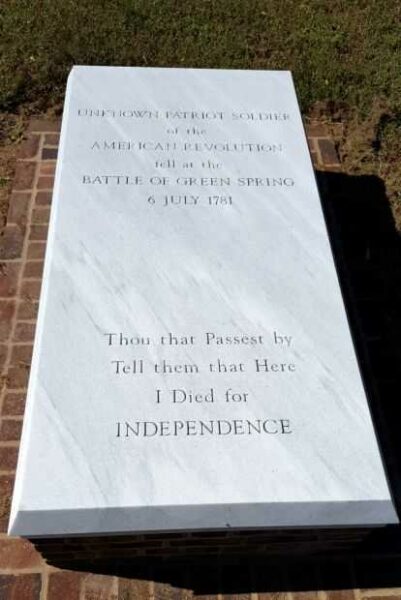 UNKNOWN PATRIOT SOLDIER
of the
AMERICAN REVOLUTION
fell at the
BATTLE OF GREEN SPRING
6 JULY 1781
Thou that Passest by
Tell them that Here
I Died for
INDEPENDENCE